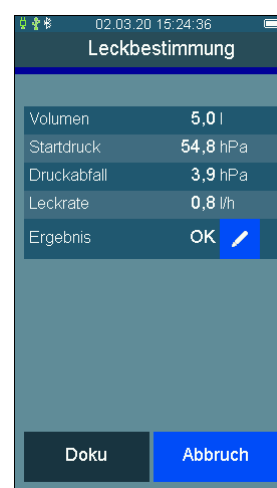 02.03.20 15:24:36
Leckbestimmung
Volumen 5,0 l
Startdruck 54,8 hPa
Druckabfall 3,9 hPa
Leckrate 0,8 l/h
Ergebnis OK
Doku Abbruch